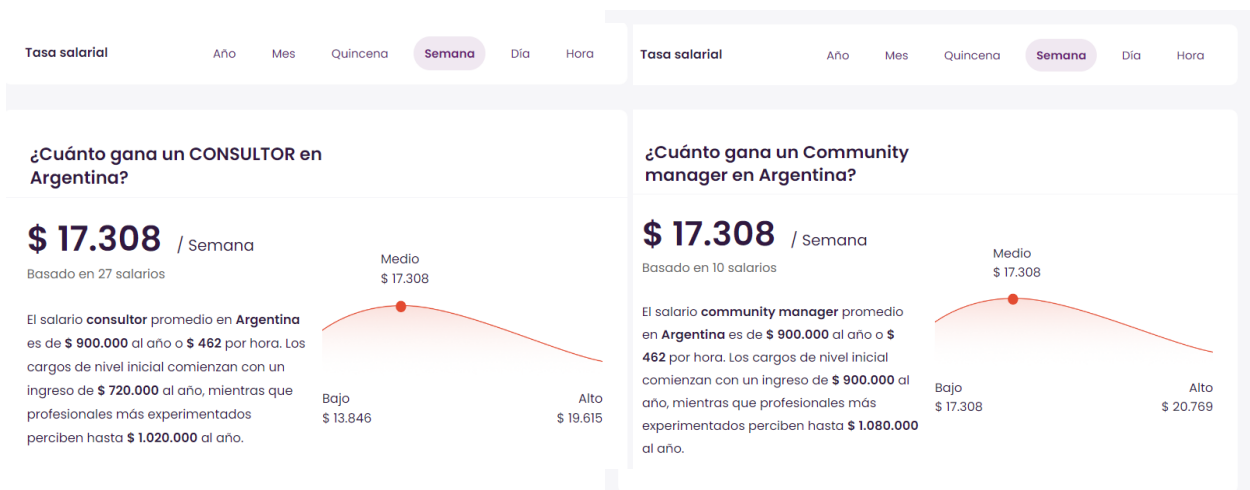 Tasa salarial
Año
Mes
Quincena
Semana
Día
Hora
¿Cuánto gana un CONSULTOR en
Argentina?
$ 17.308 / Semana
Basado en 27 salarios
El salario consultor promedio en Argentina
es de $ 900.000 al año o $ 462 por hora. Los
cargos de nivel inicial comienzan con un
ingreso de $ 720.000 al año, mientras que
profesionales más experimentados
perciben hasta $ 1.020.000 al año.
Medio
$ 17.308
Bajo
$ 13.846
Alto
$ 19.615
Tasa salarial
Año
Mes
Quincena
Semana
Día
Hora
¿Cuánto gana un Community
manager en Argentina?
$ 17.308 / Semana
Basado en 10 salarios
El salario community manager promedio
en Argentina es de $ 900.000 al año o $
462 por hora. Los cargos de nivel inicial
comienzan con un ingreso de $ 900.000 al
año, mientras que profesionales más
experimentados perciben hasta $ 1.080.000
al año.
Medio
$ 17.308
Bajo
$ 17.308
Alto
$ 20.769